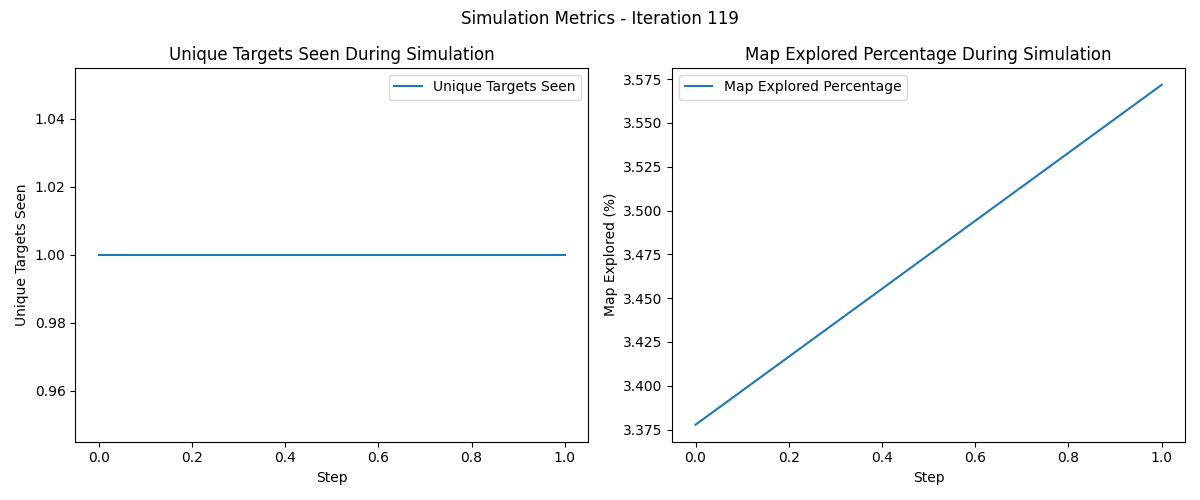 Simulation Metrics - Iteration 119
Unique Targets Seen During Simulation
Unique Targets Seen
1.04
1.02
1.00
0.98
0.96
Unique Targets Seen
0.0 0.2 0.4 0.6 0.8 1.0
Step
Map Explored Percentage During Simulation
Map Explored Percentage
3.575
3.550
3.525
3.500
3.475
3.450
3.425
3.400
3.375
Map Explored (%)
0.0 0.2 0.4 0.6 0.8 1.0
Step